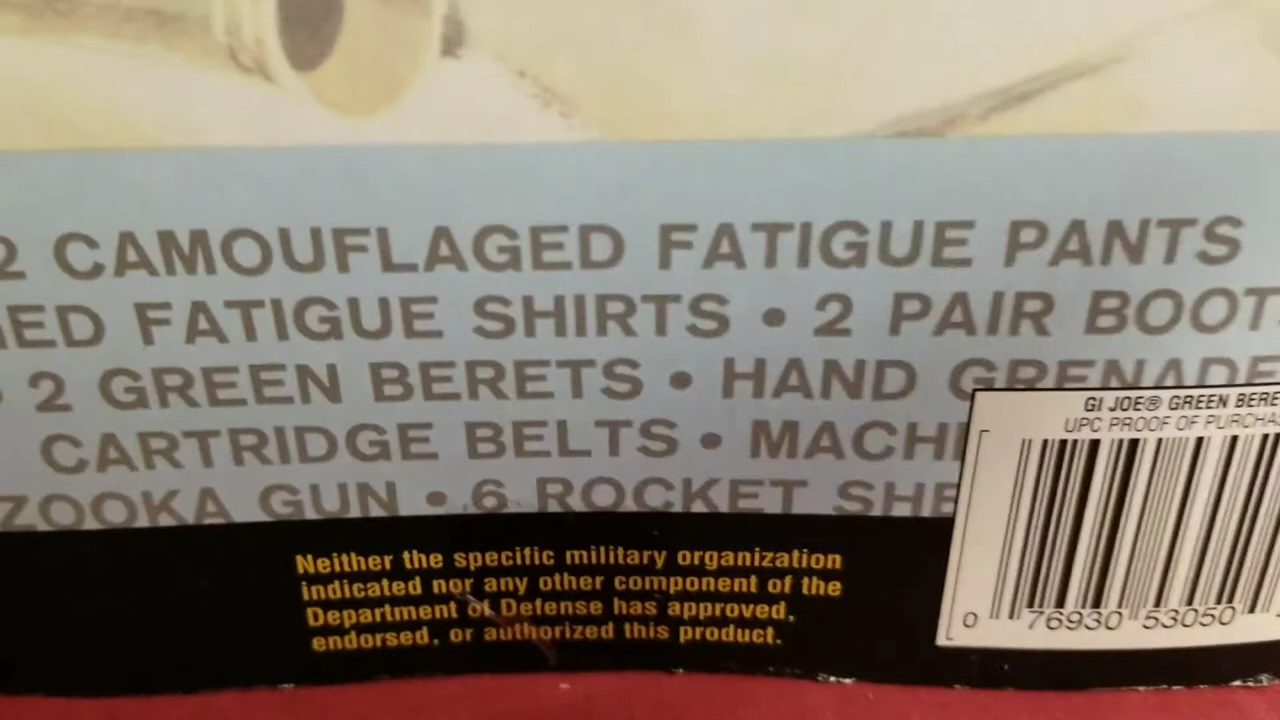 2 CAMOUFLAGED FATIGUE PANTS
FATIGUE SHIRTS • 2 PAIR BOOT
• 2 GREEN BERETS • HAND GRENADE
CARTRIDGE BELTS • MACHI
ZOOKA GUN • 6 ROCKET SHE
GI JOE® GREEN BERE
UPC PROOF OF PURCHA
0 76930 53050
Neither the specific military organization
indicated nor any other component of the
Department of Defense has approved,
endorsed, or authorized this product.